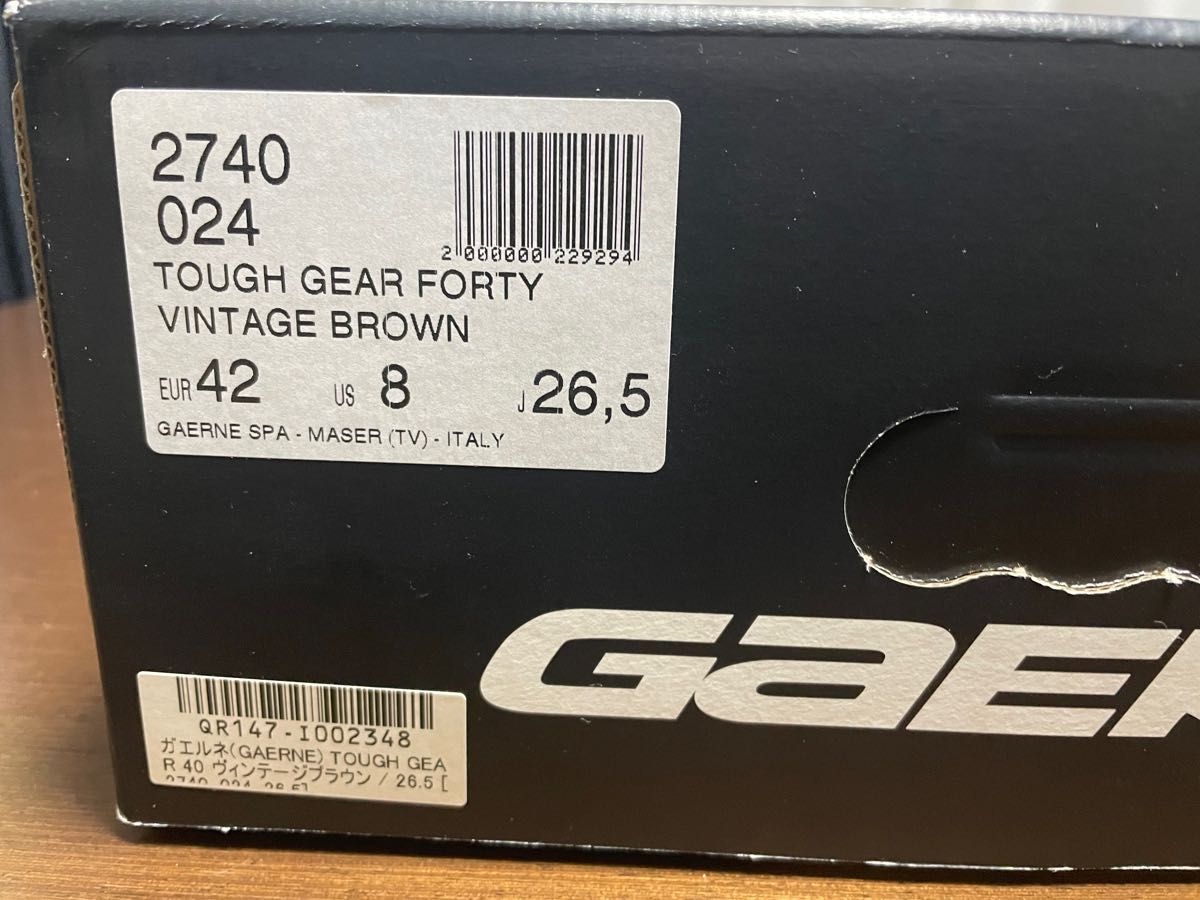 2740
024
2 000000 229294
TOUGH GEAR FORTY
VINTAGE BROWN
EUR 42 US 8 J 26,5
GAERNE SPA - MASER (TV) - ITALY
QR147-I002348
ガエルネ(GAERNE) TOUGH GEA
R 40 ヴィンテージブラウン / 26.5 [